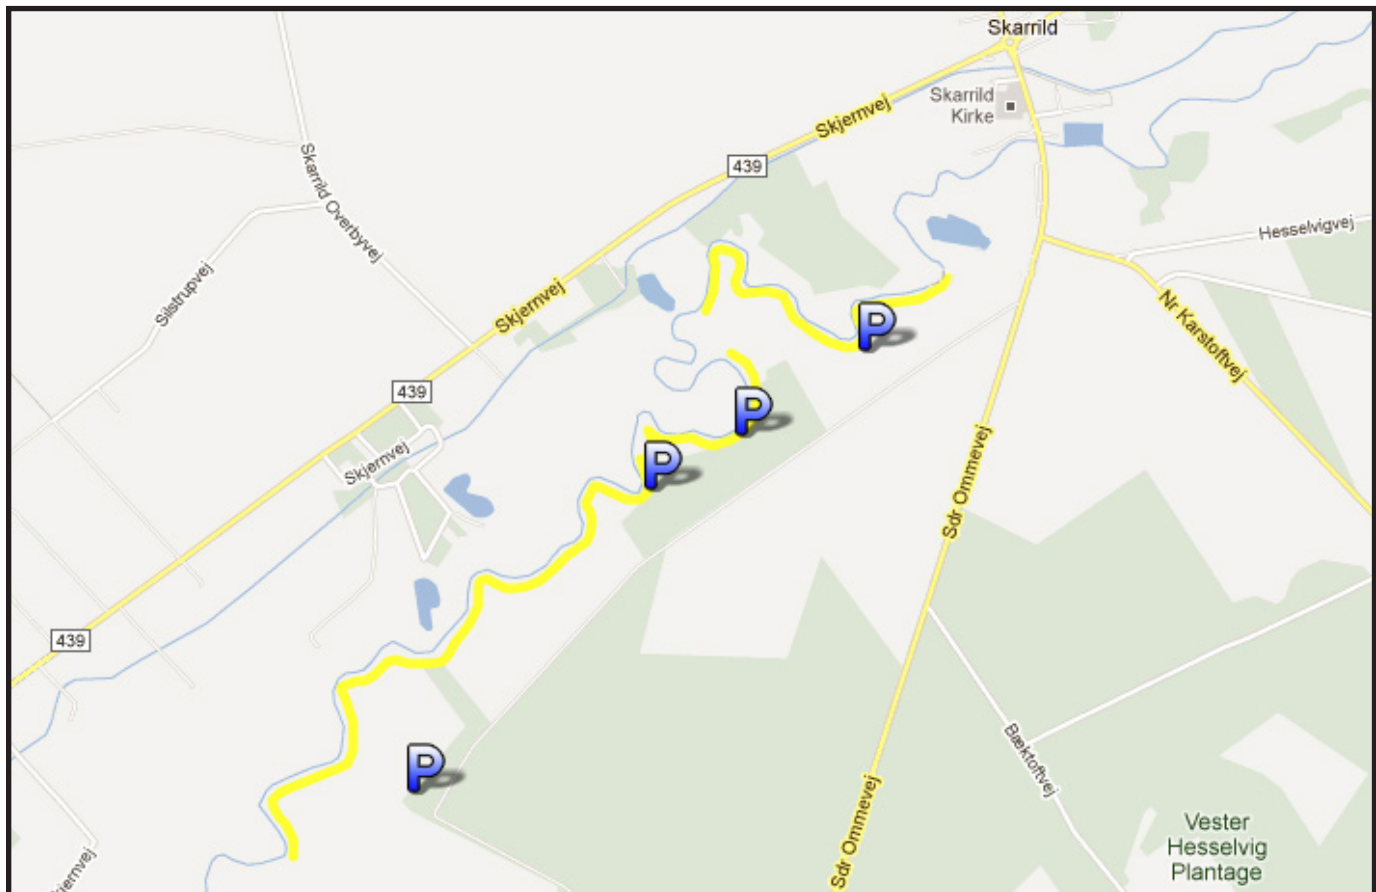 Skarrild
Skarrild
Kirke
Skjernvej
439
Skarrild Overbyvej
Hesselvigvej
Silstrupvej
Skjernvej
Nr Karstoftvej
P
439
P
Skjernvej
P
Sdr Ommevej
439
P
Bæktoftvej
Sdr Ommevej
Vester
Hesselvig
Plantage